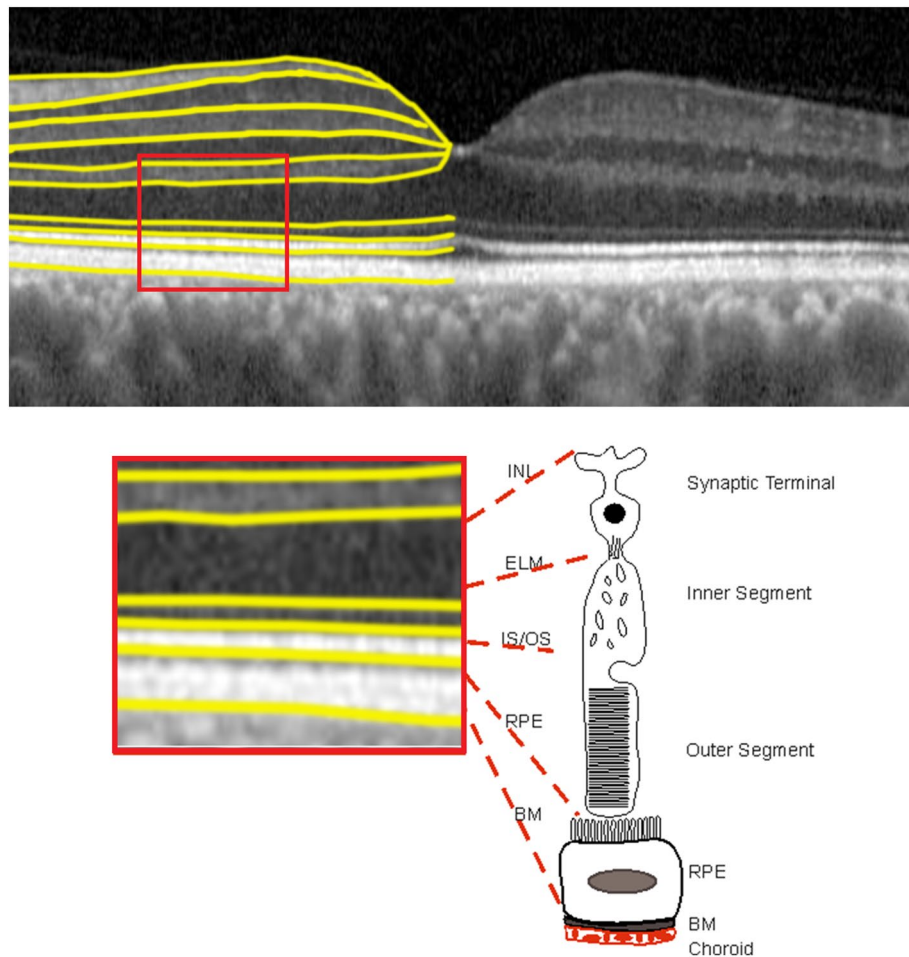 INL
Synaptic Terminal
ELM
Inner Segment
IS/OS
RPE
Outer Segment
BM
RPE
BM
Choroid